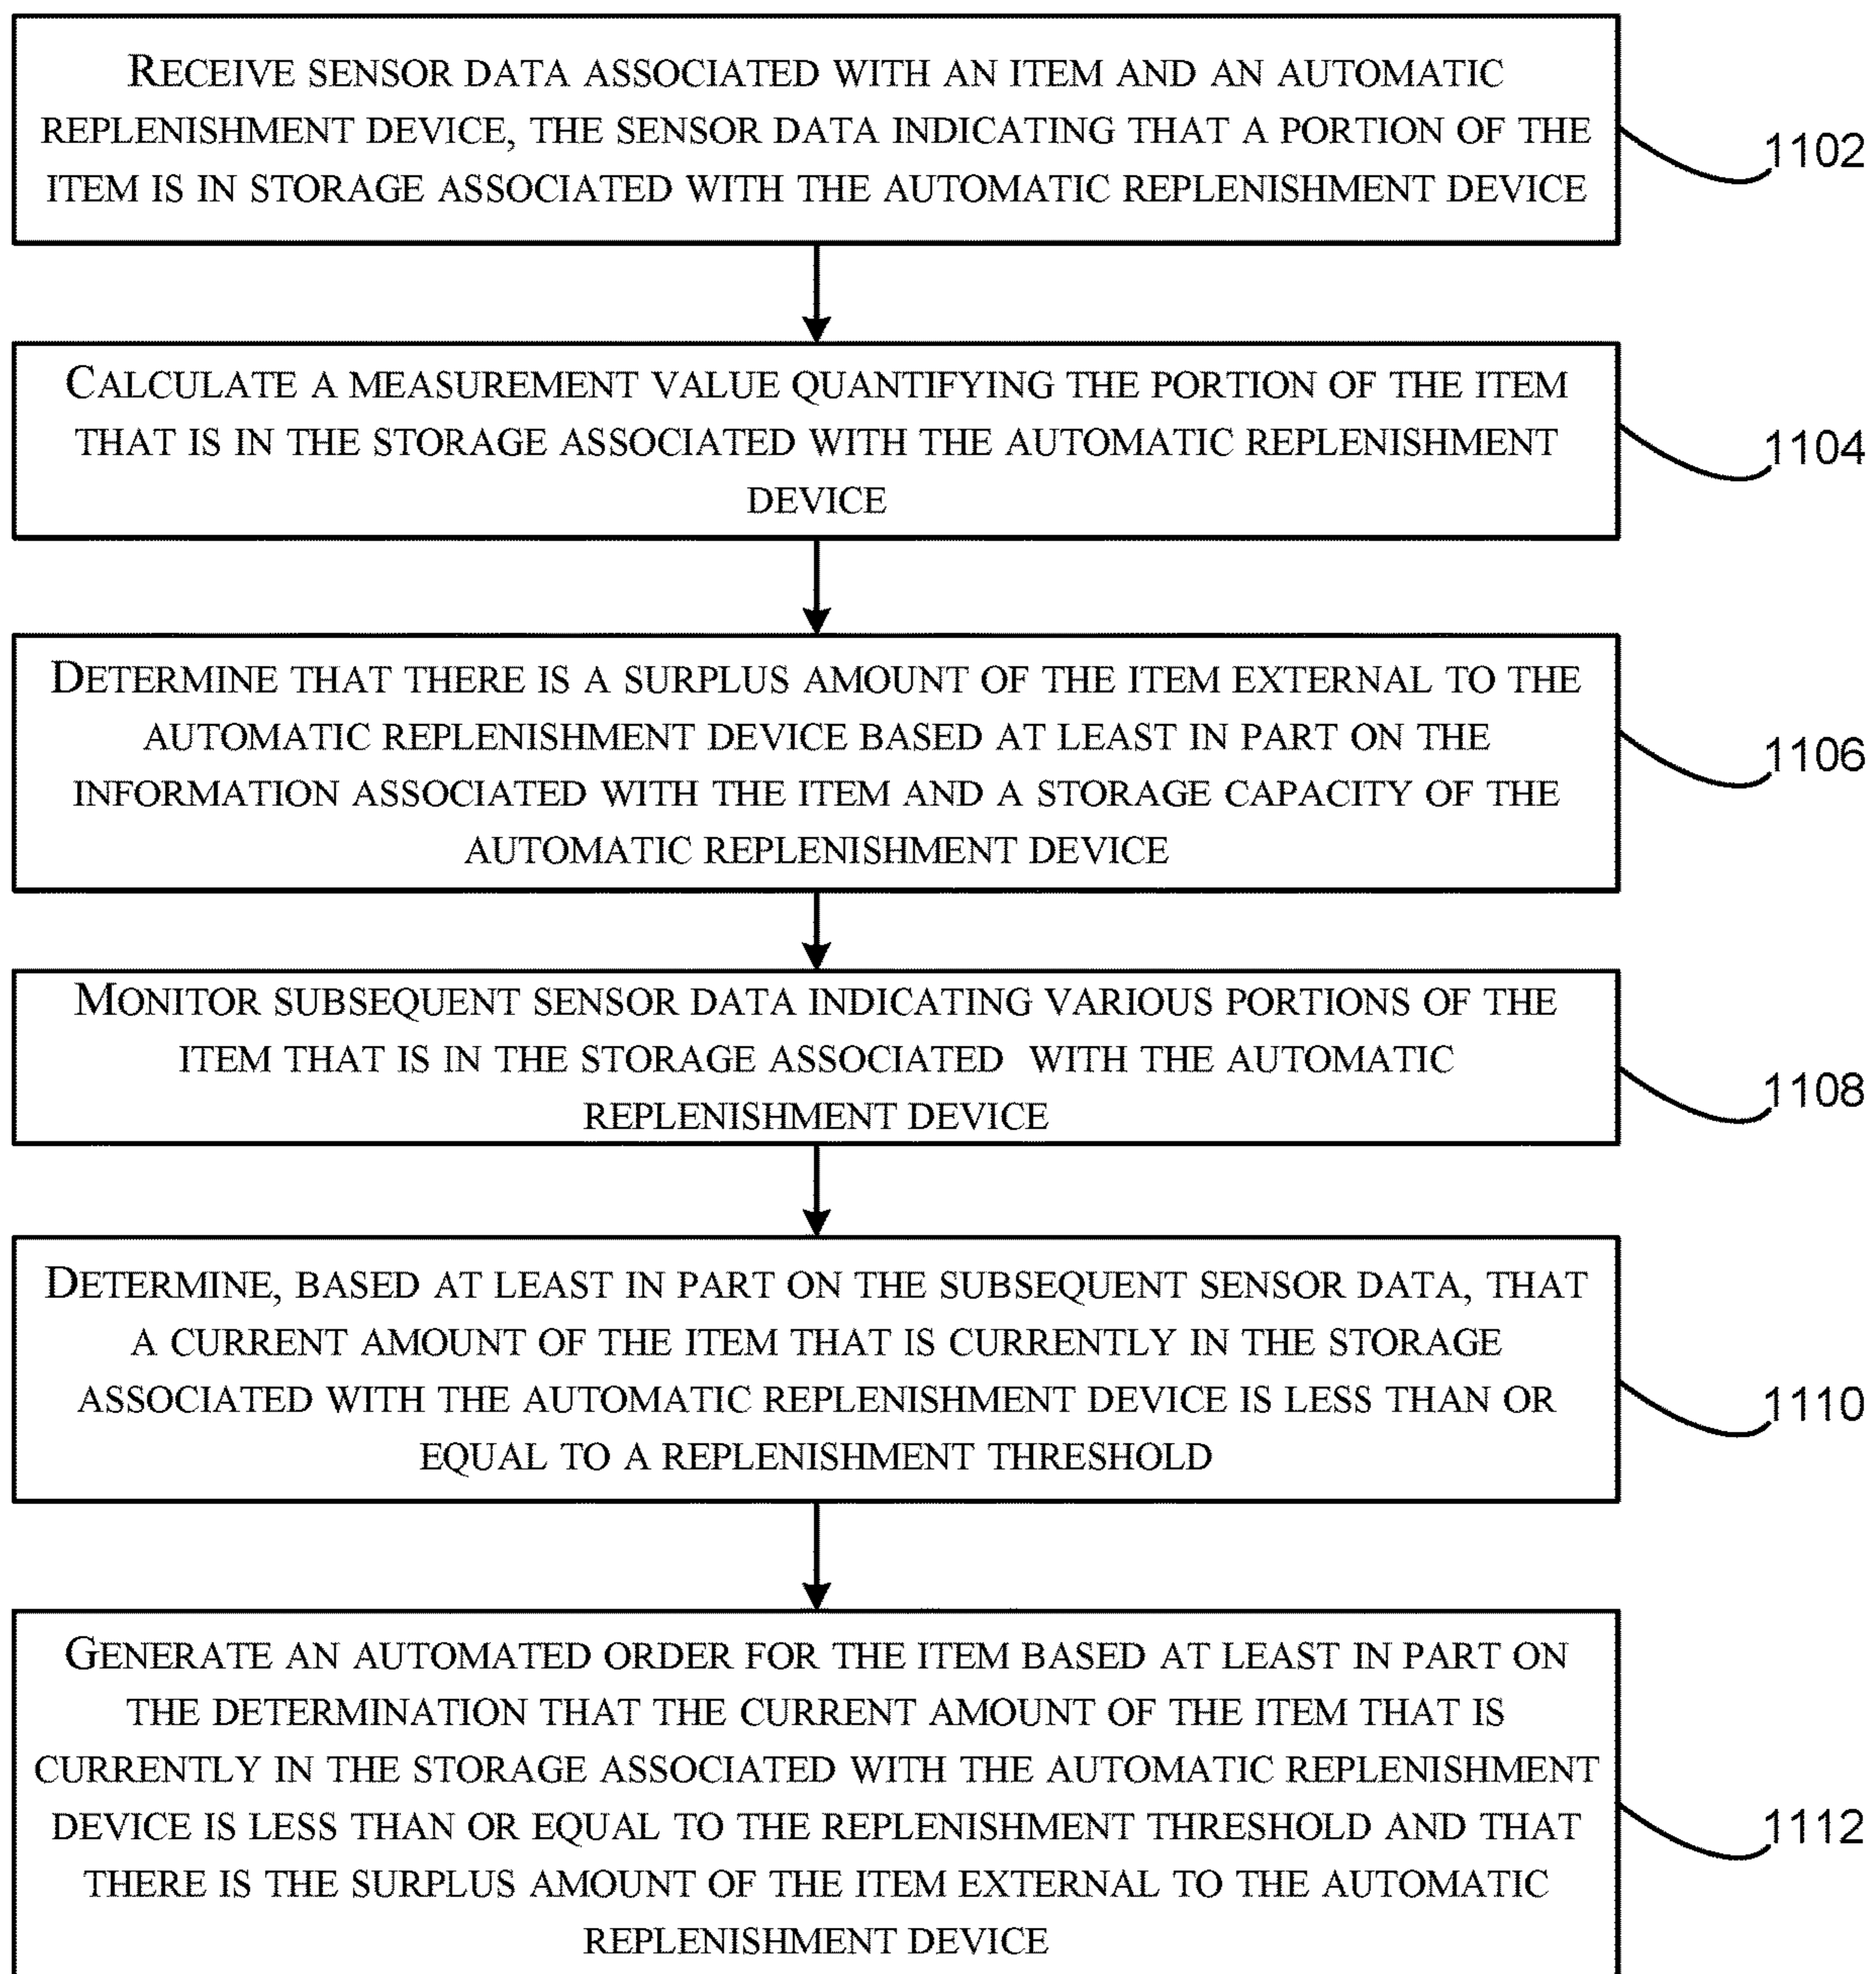 RECEIVE SENSOR DATA ASSOCIATED WITH AN ITEM AND AN AUTOMATIC
REPLENISHMENT DEVICE, THE SENSOR DATA INDICATING THAT A PORTION OF THE
ITEM IS IN STORAGE ASSOCIATED WITH THE AUTOMATIC REPLENISHMENT DEVICE
1102
CALCULATE A MEASUREMENT VALUE QUANTIFYING THE PORTION OF THE ITEM
THAT IS IN THE STORAGE ASSOCIATED WITH THE AUTOMATIC REPLENISHMENT
DEVICE
1104
DETERMINE THAT THERE IS A SURPLUS AMOUNT OF THE ITEM EXTERNAL TO THE
AUTOMATIC REPLENISHMENT DEVICE BASED AT LEAST IN PART ON THE
INFORMATION ASSOCIATED WITH THE ITEM AND A STORAGE CAPACITY OF THE
AUTOMATIC REPLENISHMENT DEVICE
1106
MONITOR SUBSEQUENT SENSOR DATA INDICATING VARIOUS PORTIONS OF THE
ITEM THAT IS IN THE STORAGE ASSOCIATED WITH THE AUTOMATIC
REPLENISHMENT DEVICE
1108
DETERMINE, BASED AT LEAST IN PART ON THE SUBSEQUENT SENSOR DATA, THAT
A CURRENT AMOUNT OF THE ITEM THAT IS CURRENTLY IN THE STORAGE
ASSOCIATED WITH THE AUTOMATIC REPLENISHMENT DEVICE IS LESS THAN OR
EQUAL TO A REPLENISHMENT THRESHOLD
1110
GENERATE AN AUTOMATED ORDER FOR THE ITEM BASED AT LEAST IN PART ON
THE DETERMINATION THAT THE CURRENT AMOUNT OF THE ITEM THAT IS
CURRENTLY IN THE STORAGE ASSOCIATED WITH THE AUTOMATIC REPLENISHMENT
DEVICE IS LESS THAN OR EQUAL TO THE REPLENISHMENT THRESHOLD AND THAT
THERE IS THE SURPLUS AMOUNT OF THE ITEM EXTERNAL TO THE AUTOMATIC
REPLENISHMENT DEVICE
1112